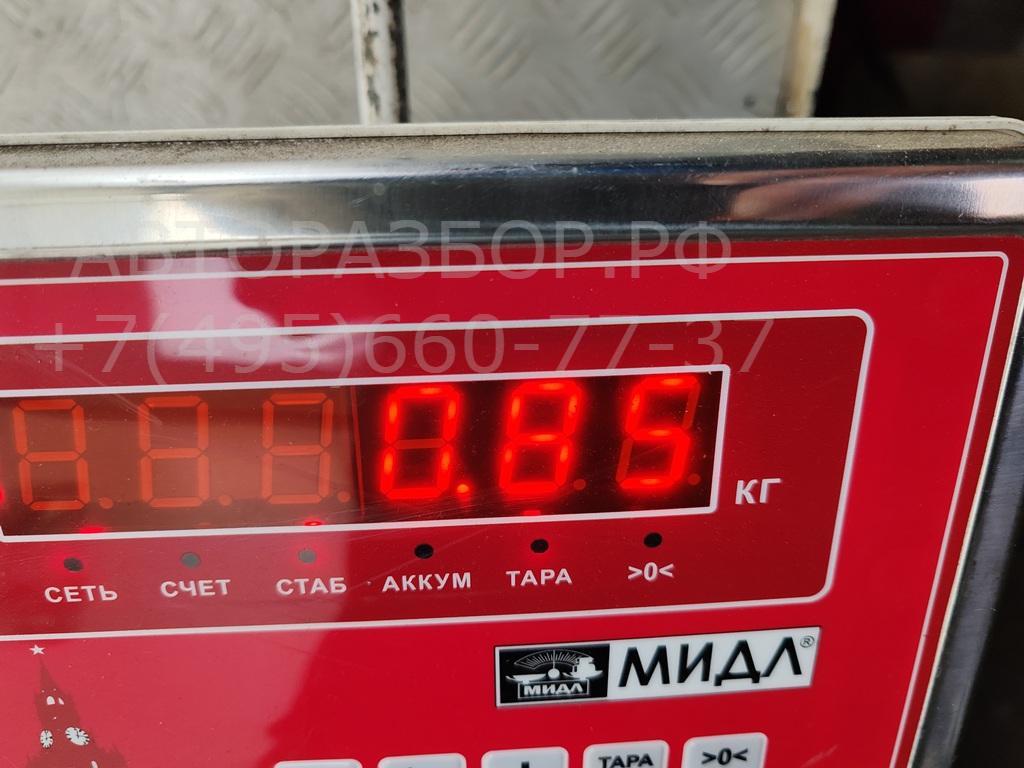 АВТОРАЗБОР.РФ
+7(495)660-77-37
0.85
КГ
СЕТЬ СЧЕТ СТАБ АККУМ ТАРА >0<
МИДЛ МИДЛ®
ТАРА >0<